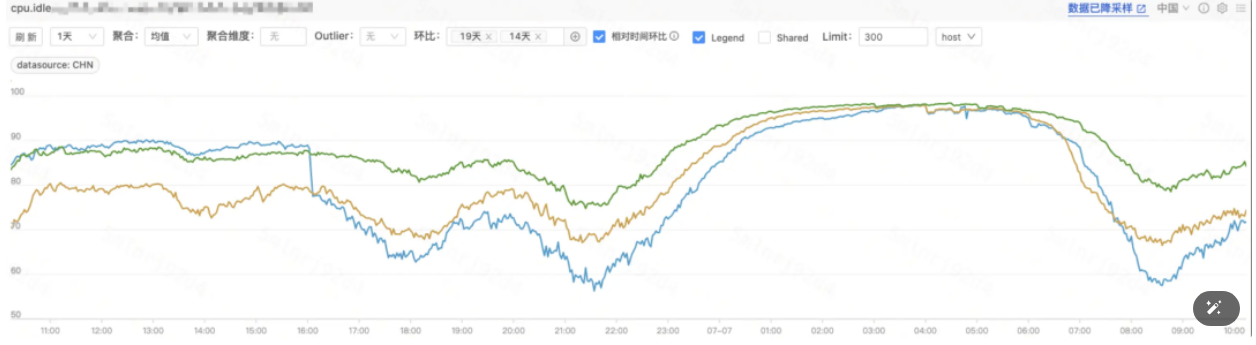 cpu.idle
数据已降采样 中国
刷新 1天 聚合: 均值 聚合维度: 无 Outlier: 无 环比: 19天 × 14天 × 相对时间环比 Legend Shared Limit: 300 host
datasource: CHN
100
90
80
70
60
50
11:00 12:00 13:00 14:00 15:00 16:00 17:00 18:00 19:00 20:00 21:00 22:00 23:00 07-07 01:00 02:00 03:00 04:00 05:00 06:00 07:00 08:00 09:00 10:00